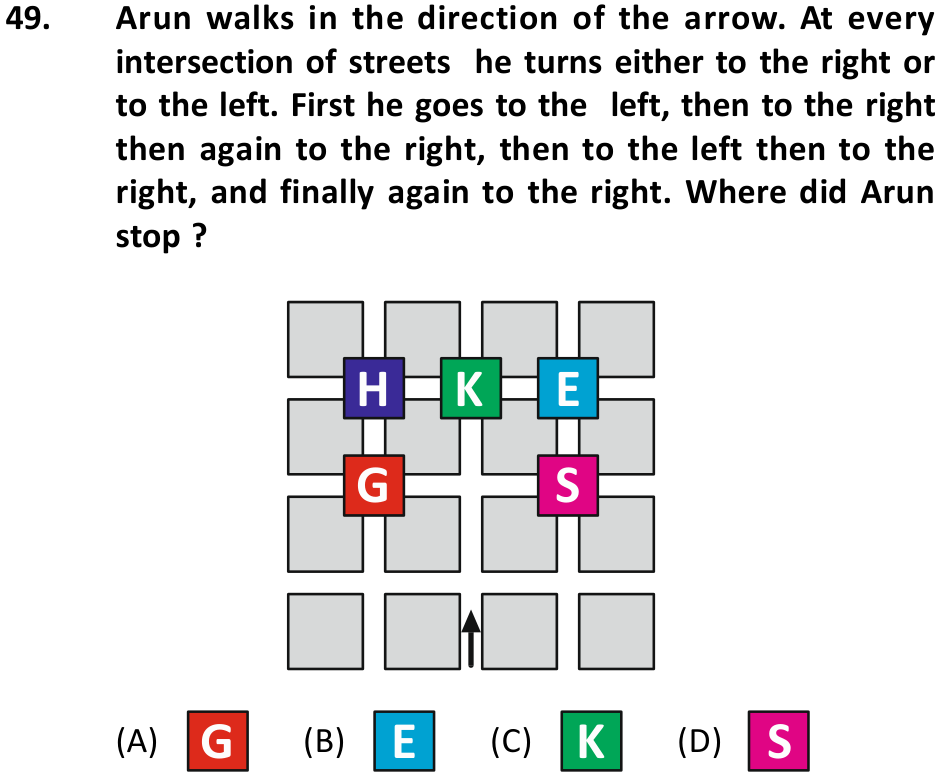 49. Arun walks in the direction of the arrow. At every
intersection of streets he turns either to the right or
to the left. First he goes to the left, then to the right
then again to the right, then to the left then to the
right, and finally again to the right. Where did Arun
stop ?
H K E
G S
(A) G (B) E (C) K (D) S